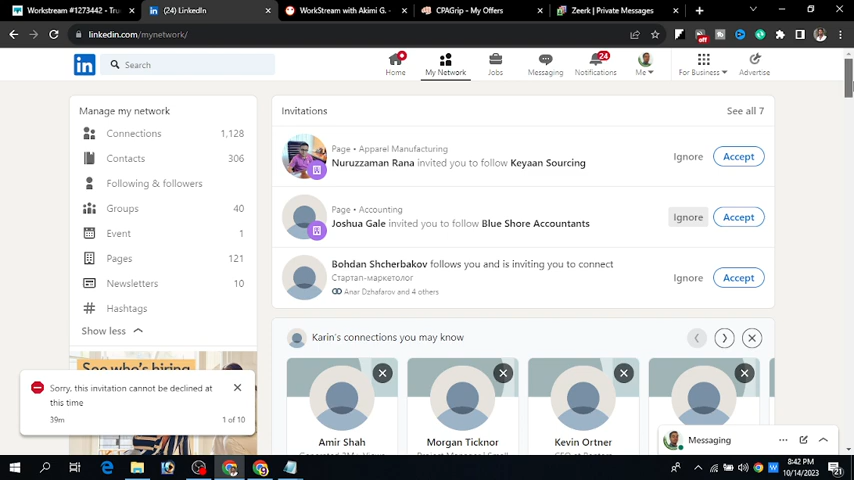 Workstream #1273442 - Tru
(24) LinkedIn
WorkStream with Akimi G. -
CPAGrip - My Offers
Zeerk | Private Messages
linkedin.com/mynetwork/
off
in
Search
Home
My Network
Jobs
Messaging
24
Notifications
Me
For Business
Advertise
Manage my network
Connections 1,128
Contacts 306
Following & followers
Groups 40
Event 1
Pages 121
Newsletters 10
Hashtags
Show less
See who's hiring
Invitations
See all 7
Page • Apparel Manufacturing
Nuruzzaman Rana invited you to follow Keyaan Sourcing
Ignore
Accept
Page • Accounting
Joshua Gale invited you to follow Blue Shore Accountants
Ignore
Accept
Bohdan Shcherbakov follows you and is inviting you to connect
Стартап-маркетолог
Anar Dzhafarov and 4 others
Ignore
Accept
Karin's connections you may know
Amir Shah
Morgan Ticknor
Kevin Ortner
Sorry, this invitation cannot be declined at
this time
39m
1 of 10
Messaging
8:42 PM
10/14/2023
21